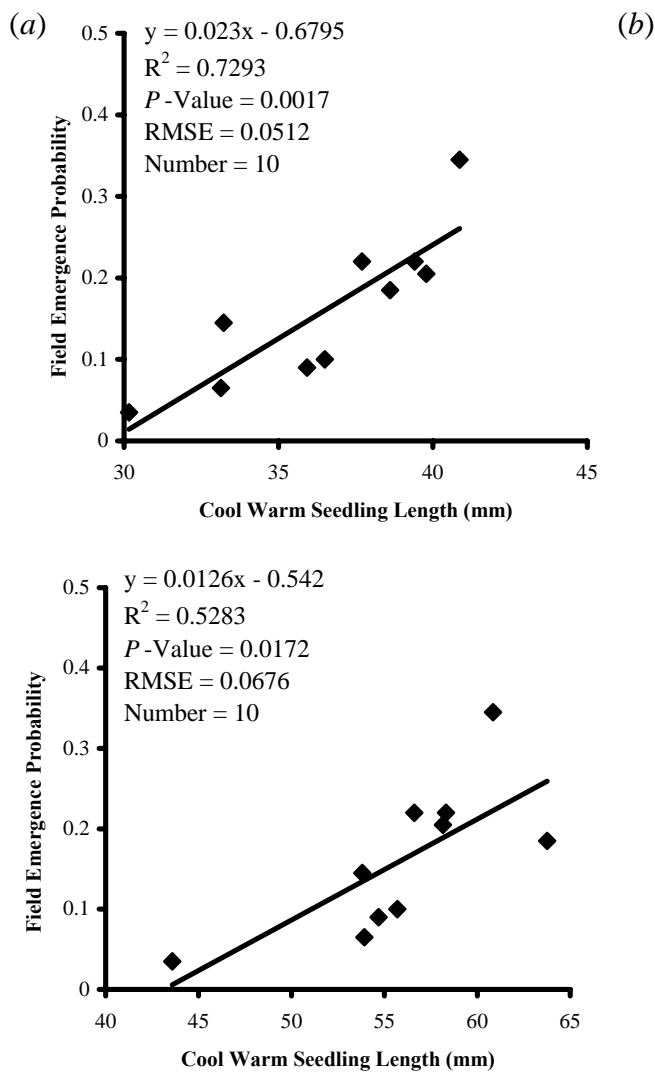 (a)
(b)
y = 0.023x - 0.6795
R² = 0.7293
P -Value = 0.0017
RMSE = 0.0512
Number = 10
Field Emergence Probability
0.5
0.4
0.3
0.2
0.1
0
30
35
40
45
Cool Warm Seedling Length (mm)
y = 0.0126x - 0.542
R² = 0.5283
P -Value = 0.0172
RMSE = 0.0676
Number = 10
Field Emergence Probability
0.5
0.4
0.3
0.2
0.1
0
40
45
50
55
60
65
Cool Warm Seedling Length (mm)